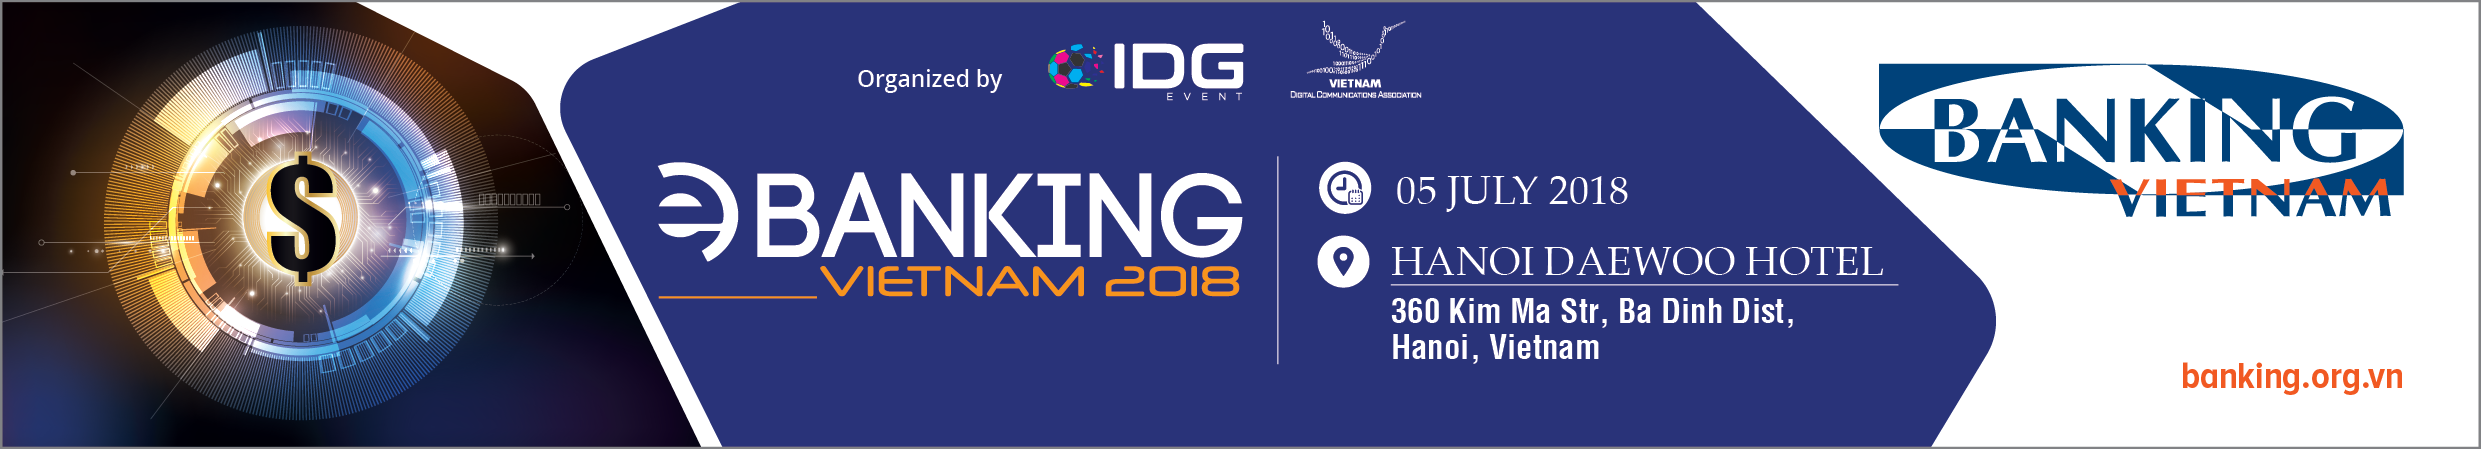 Organized by
IDG
EVENT
VIETNAM
DIGITAL COMMUNICATIONS ASSOCIATION
e BANKING
VIETNAM 2018
05 JULY 2018
HANOI DAEWOO HOTEL
360 Kim Ma Str, Ba Dinh Dist,
Hanoi, Vietnam
$
BANKING
VIETNAM
banking.org.vn